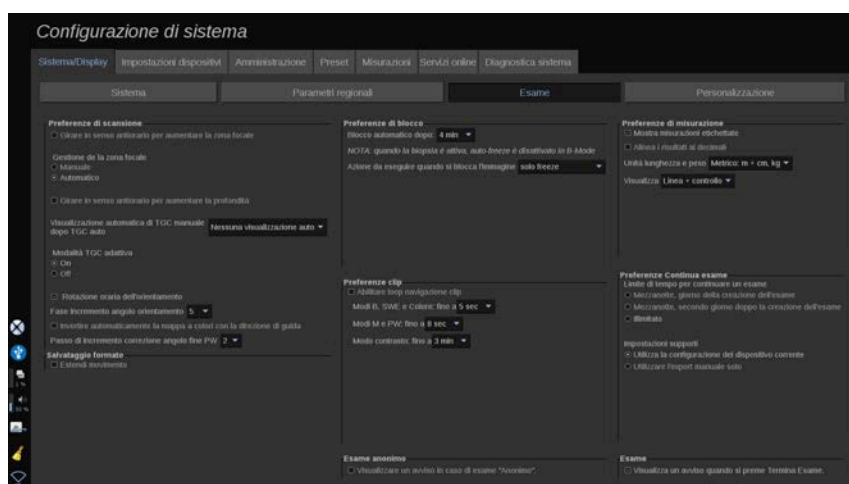 Configurazione di sistema
Sistema/Display
Impostazioni dispositivi
Amministrazione
Preset
Misurazioni
Servizi online
Diagnostica sistema
Sistema
Parametri regionali
Esame
Personalizzazione
Preferenze di scansione
Girare in senso antiorario per aumentare la zona focale
Gestione de la zona focale
Manuale
Automatico
Girare in senso antiorario per aumentare la profondità
Visualizzazione automatica di TGC manuale
dopo TGC auto
Nessuna visualizzazione auto
Modalità TGC adattiva
On
Off
Rotazione oraria dell'orientamento
Fase Incremento angolo orientamento 5
Invertire automaticamente la mappa a colori con la direzione di guida
Passo di incremento correzione angolo fine PW 2
Salvataggio formato
Estendi movimento
Preferenze di blocco
Blocco automatico dopo: 4 min
NOTA: quando la biopsia è attiva, auto-freeze è disattivato in B-Mode
Azione da eseguire quando si blocca l'immagine solo freeze
Preferenze clip
Abilitare loop navigazione clip
Modi B, SWE e Colore: fino a 5 sec
Modi M e PW: fino a 8 sec
Modo contrasto: fino a 3 min
Esame anonimo
Visualizzare un avviso in caso di esame "Anonimo".
Preferenze di misurazione
Mostra misurazioni etichettate
Allinea i risultati ai decimali
Unità lunghezza e peso Metrico: m + cm, kg
Visualizza Linea + controllo
Preferenze Continua esame
Limite di tempo per continuare un esame
Mezzanotte, giorno della creazione dell'esame
Mezzanotte, secondo giorno doppo la creazione dell'esame
Illimitato
Impostazioni supporti
Utilizza la configurazione del dispositivo corrente
Utilizzare l'export manuale solo
Esame
Visualizza un avviso quando si preme Termina Esame.
1 %
50 %